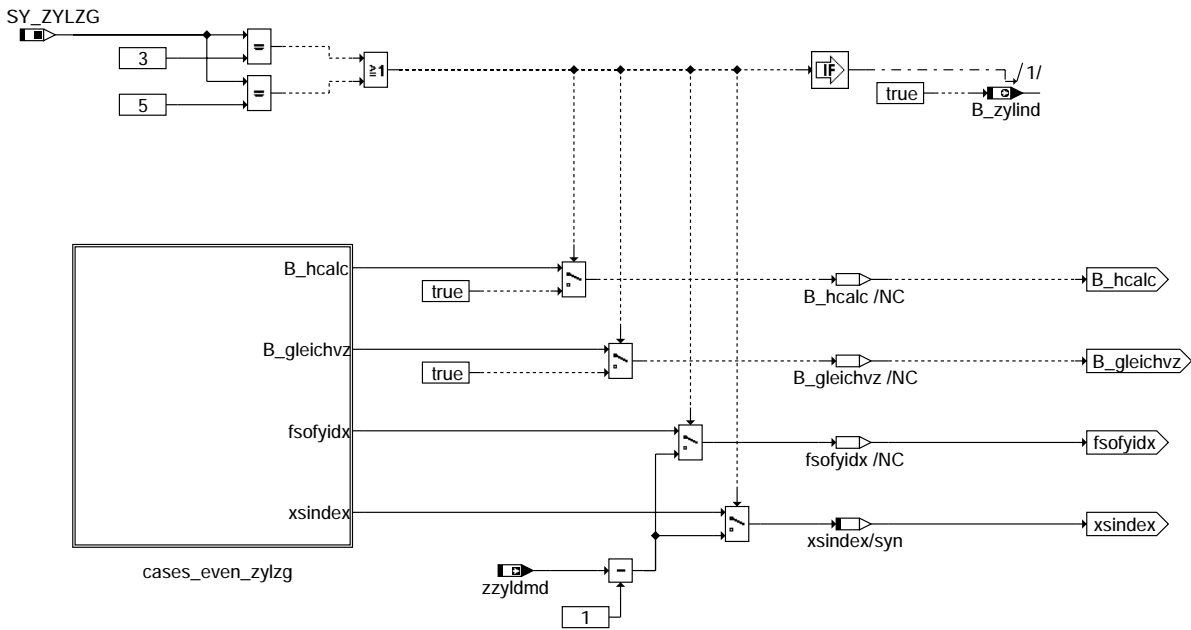 SY_ZYLZG
3
=
5
=
≧1
IF
/1/
true
B_zylind
B_hcalc
true
B_hcalc /NC
B_hcalc
B_gleichvz
true
B_gleichvz /NC
B_gleichvz
fsofyidx
fsofyidx /NC
fsofyidx
xsindex
xsindex/syn
xsindex
cases_even_zylzg
zzyldmd
-
1